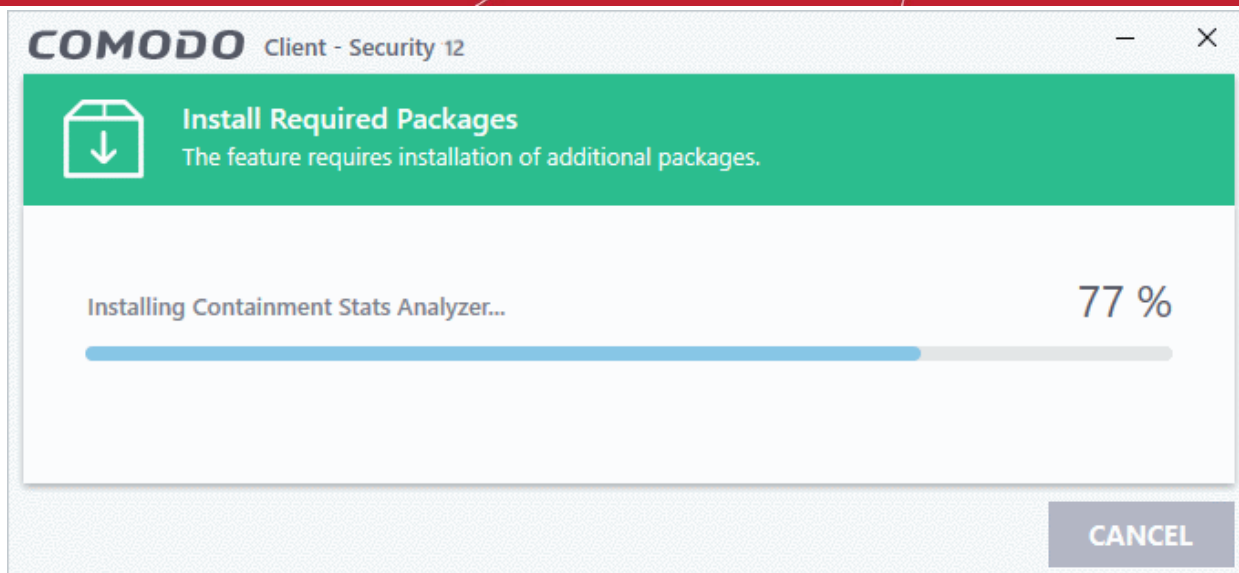 COMODO Client - Security 12
Install Required Packages
The feature requires installation of additional packages.
Installing Containment Stats Analyzer...
77 %
CANCEL